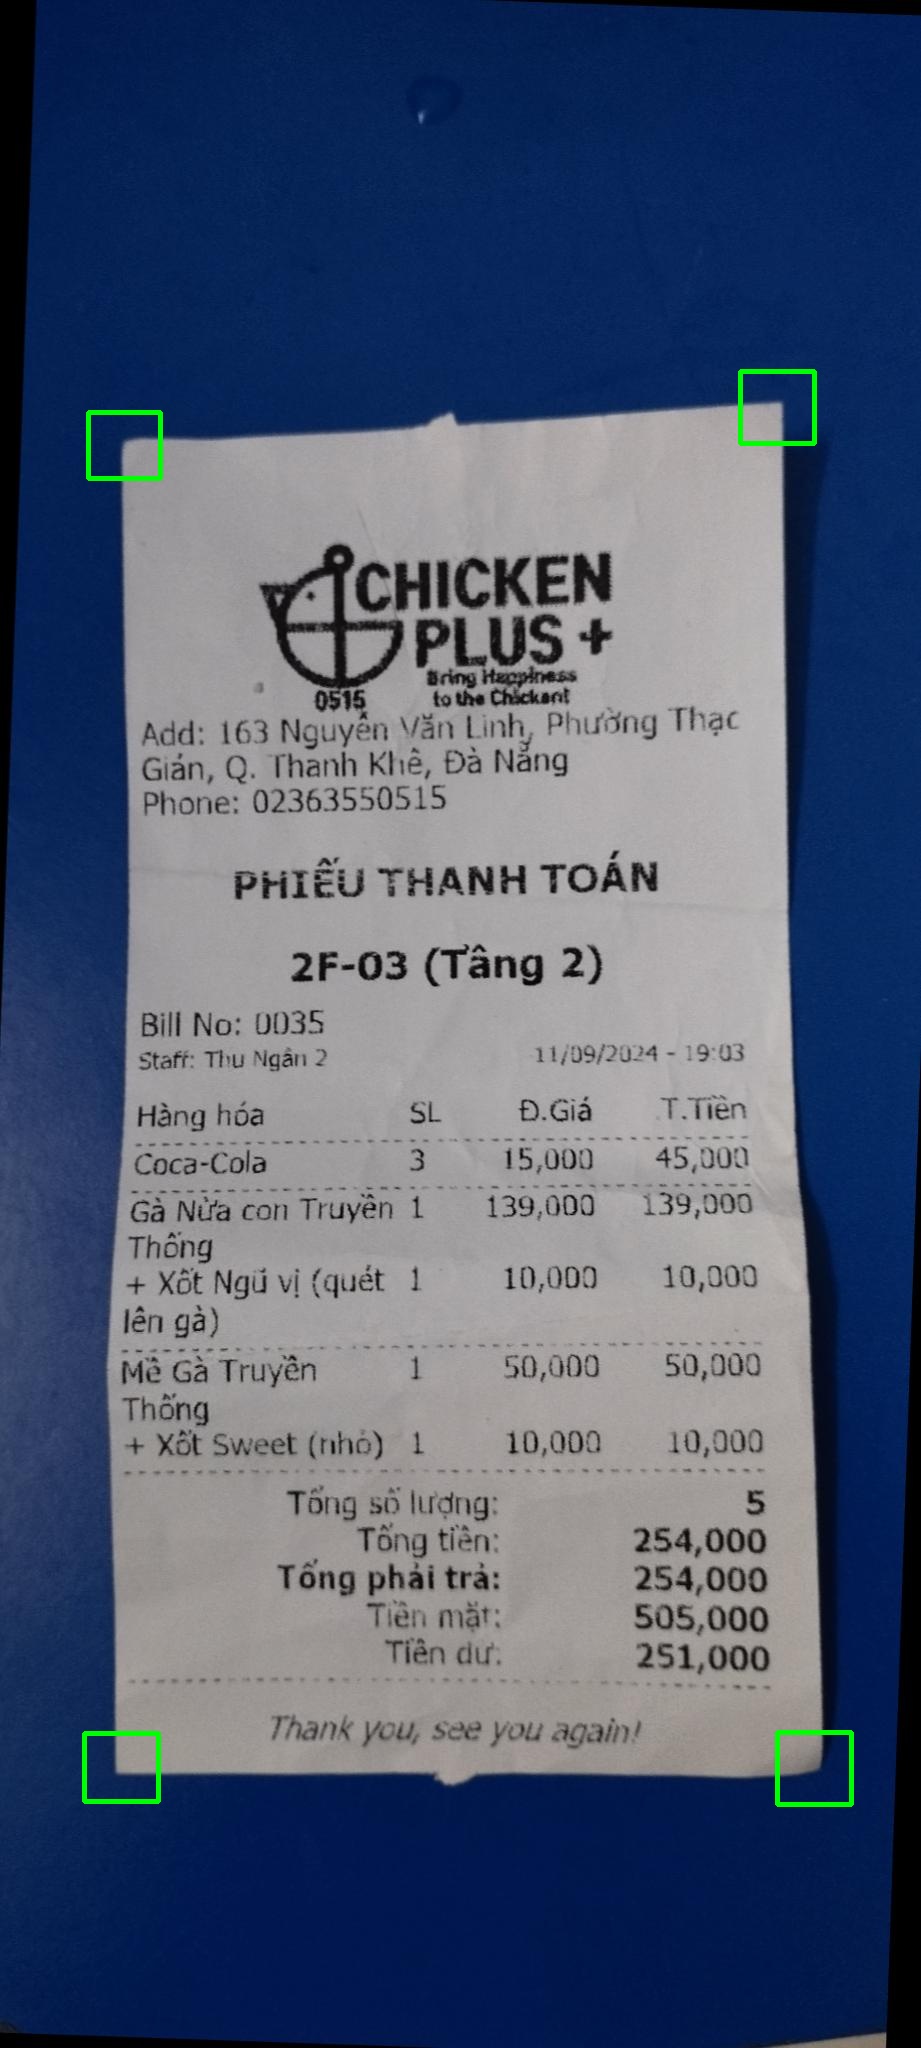 CHICKEN
PLUS +
Bring Happiness
0515 to the Chickant
Add: 163 Nguyễn Văn Linh, Phường Thạc
Gián, Q. Thanh Khê, Đà Nẵng
Phone: 02363550515
PHIẾU THANH TOÁN
2F-03 (Tầng 2)
Bill No: 0035
Staff: Thu Ngân 2 11/09/2024 - 19:03
Hàng hóa SL Đ.Giá T.Tiền
Coca-Cola 3 15,000 45,000
Gà Nửa con Truyền 1 139,000 139,000
Thống
+ Xốt Ngũ vị (quét 1 10,000 10,000
lên gà)
Mề Gà Truyền 1 50,000 50,000
Thống
+ Xốt Sweet (nhỏ) 1 10,000 10,000
Tổng số lượng: 5
Tổng tiền: 254,000
Tổng phải trả: 254,000
Tiền mặt: 505,000
Tiền dư: 251,000
Thank you, see you again!